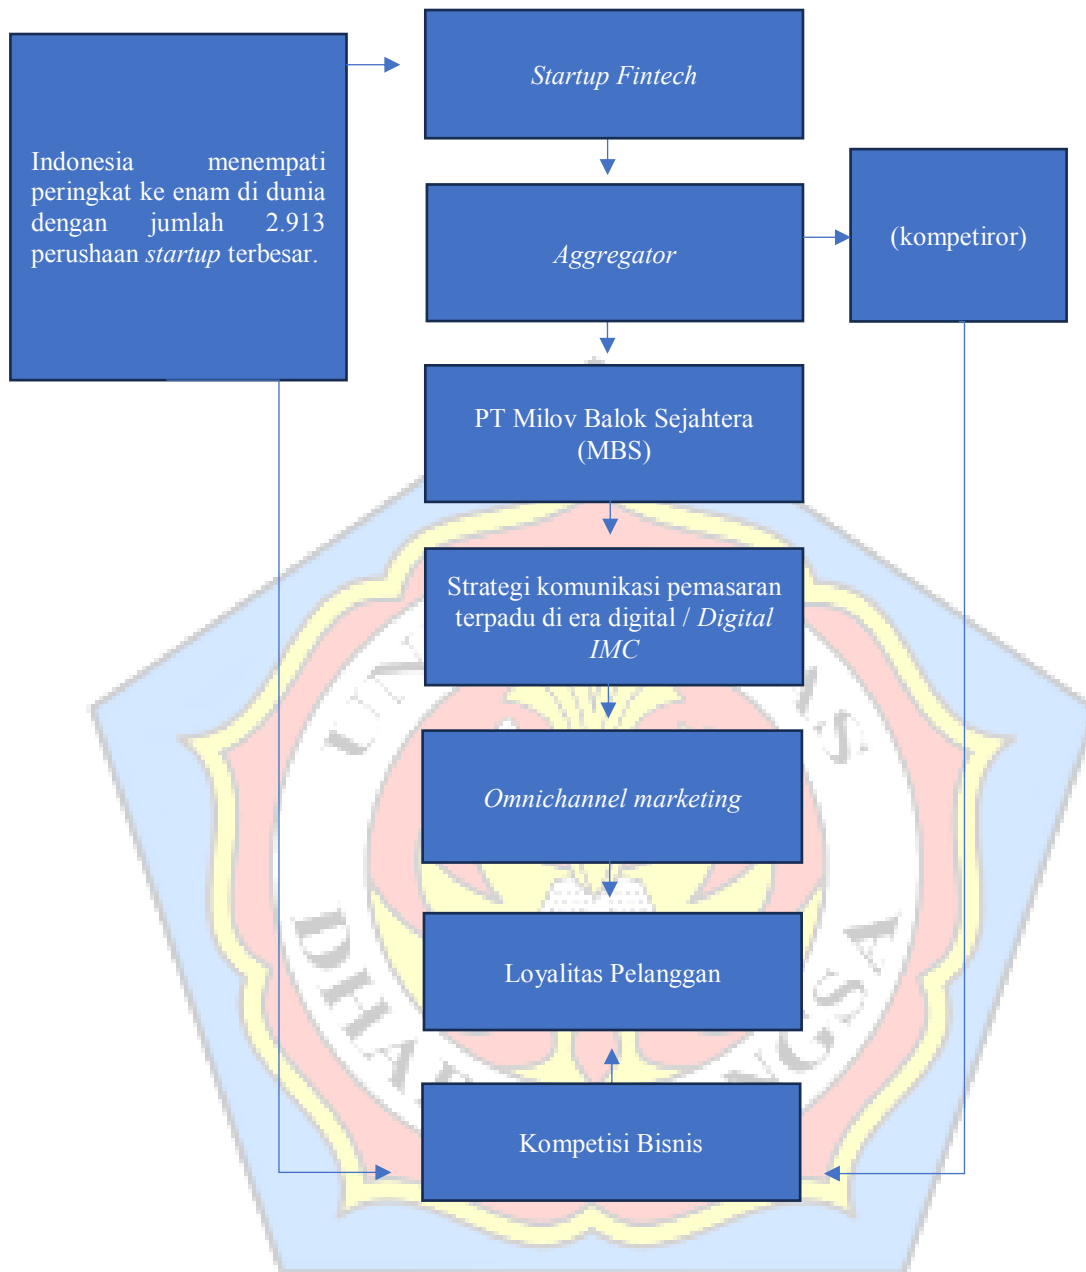 Startup Fintech
Indonesia menempati
peringkat ke enam di dunia
dengan jumlah 2.913
perushaan startup terbesar.
(kompetiror)
Aggregator
PT Milov Balok Sejahtera
(MBS)
Strategi komunikasi pemasaran
terpadu di era digital / Digital
IMC
Omnichannel marketing
Loyalitas Pelanggan
Kompetisi Bisnis